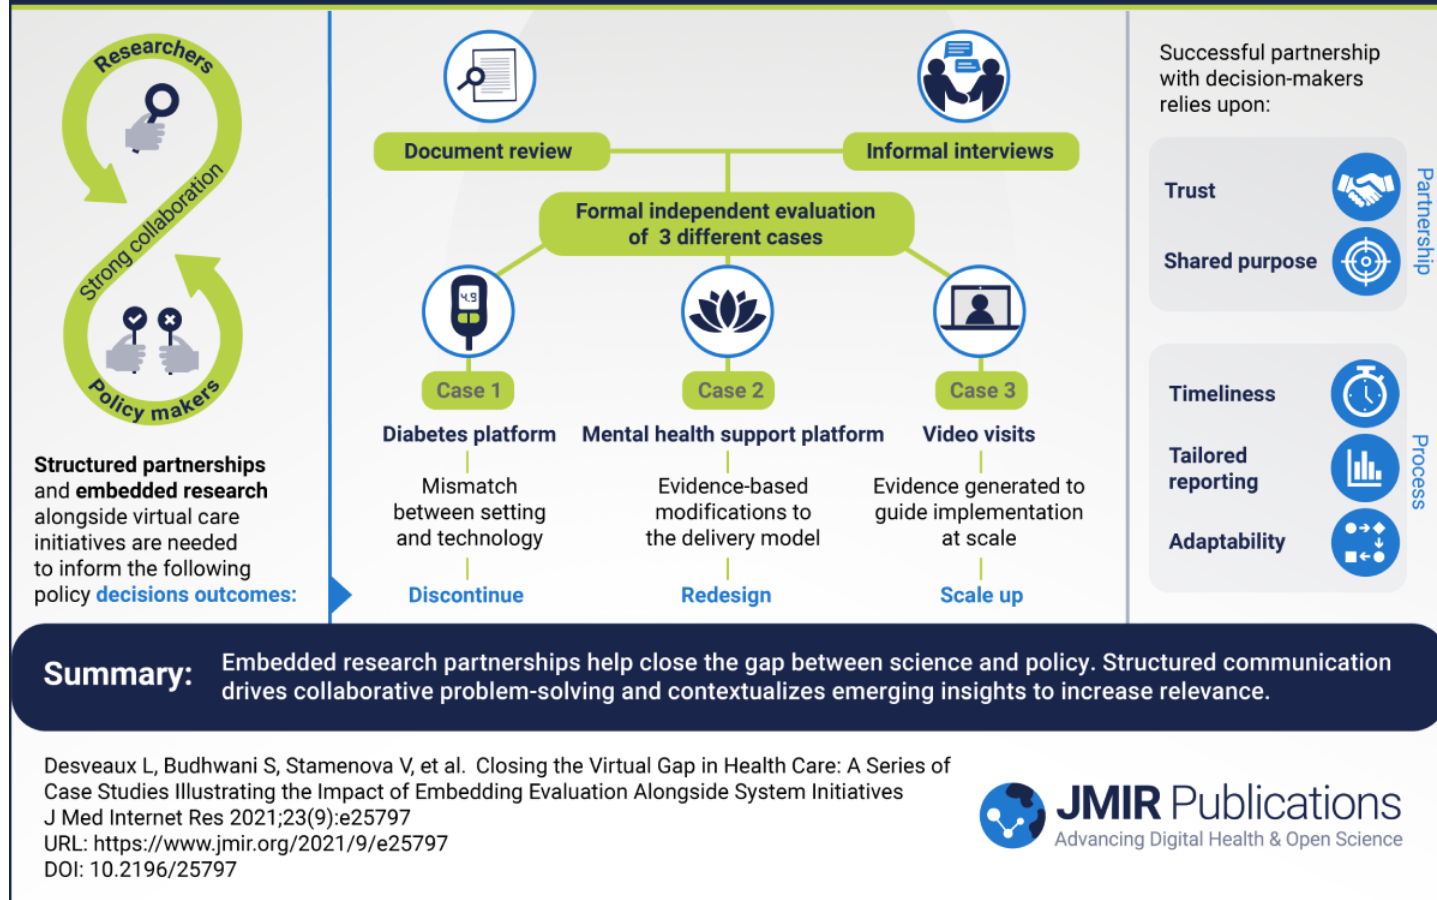 Researchers
Strong collaboration
Policy makers
Structured partnerships
and embedded research
alongside virtual care
initiatives are needed
to inform the following
policy decisions outcomes:
Document review
Informal interviews
Formal independent evaluation
of 3 different cases
4.9
Case 1
Diabetes platform
Mismatch
between setting
and technology
Discontinue
Case 2
Mental health support platform
Evidence-based
modifications to
the delivery model
Redesign
Case 3
Video visits
Evidence generated to
guide implementation
at scale
Scale up
Successful partnership
with decision-makers
relies upon:
Trust
Shared purpose
Partnership
Timeliness
Tailored
reporting
Adaptability
Process
Summary:
Embedded research partnerships help close the gap between science and policy. Structured communication
drives collaborative problem-solving and contextualizes emerging insights to increase relevance.
Desveaux L, Budhwani S, Stamenova V, et al. Closing the Virtual Gap in Health Care: A Series of
Case Studies Illustrating the Impact of Embedding Evaluation Alongside System Initiatives
J Med Internet Res 2021;23(9):e25797
URL: https://www.jmir.org/2021/9/e25797
DOI: 10.2196/25797
JMIR Publications
Advancing Digital Health & Open Science